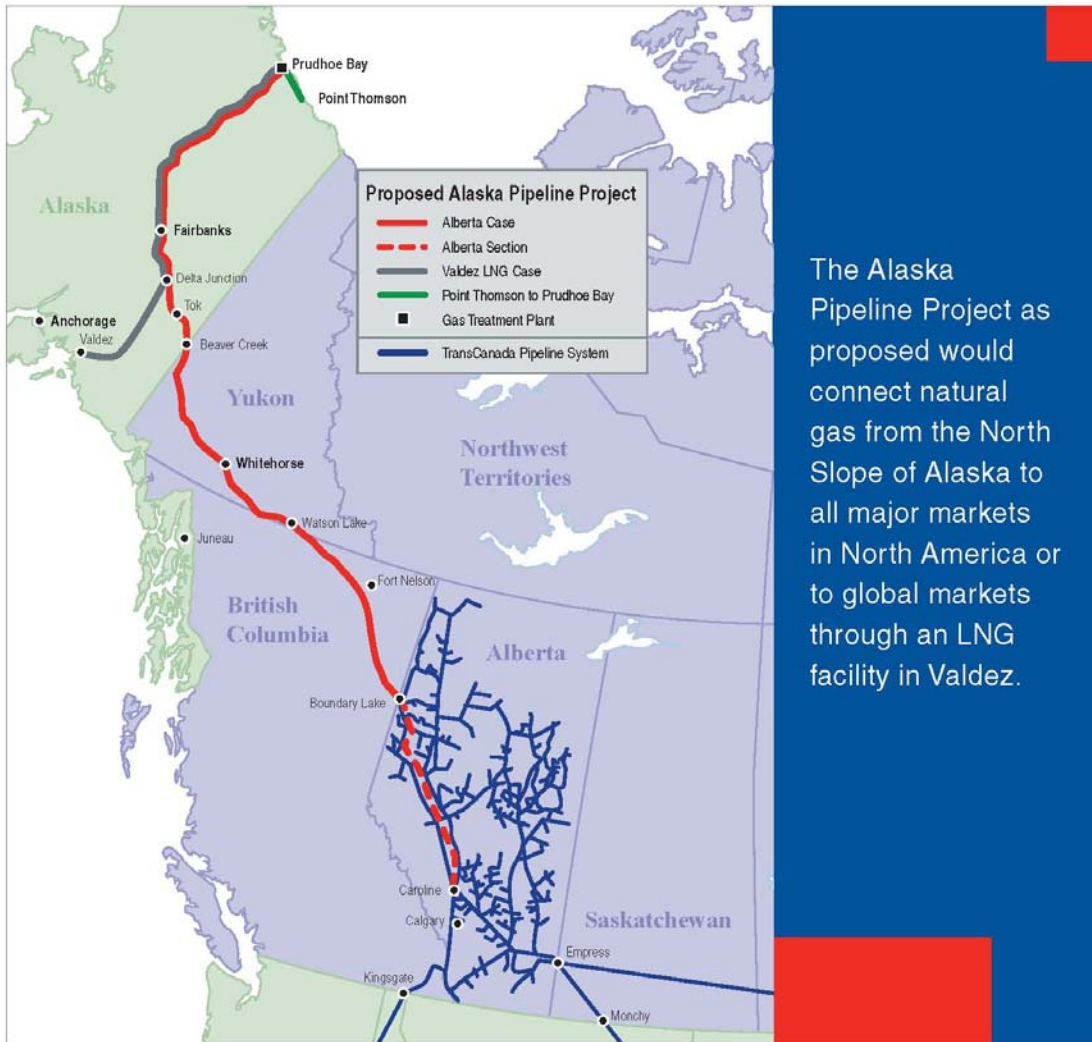 Prudhoe Bay
Point Thomson
Alaska
Fairbanks
Delta Junction
Tok
Anchorage
Valdez
Beaver Creek
Proposed Alaska Pipeline Project
Alberta Case
Alberta Section
Valdez LNG Case
Point Thomson to Prudhoe Bay
Gas Treatment Plant
TransCanada Pipeline System
Yukon
Northwest
Territories
Whitehorse
Watson Lake
Juneau
Fort Nelson
British
Columbia
Alberta
Boundary Lake
Caroline
Calgary
Saskatchewan
Empress
Kingsgate
Monchy
The Alaska
Pipeline Project as
proposed would
connect natural
gas from the North
Slope of Alaska to
all major markets
in North America or
to global markets
through an LNG
facility in Valdez.